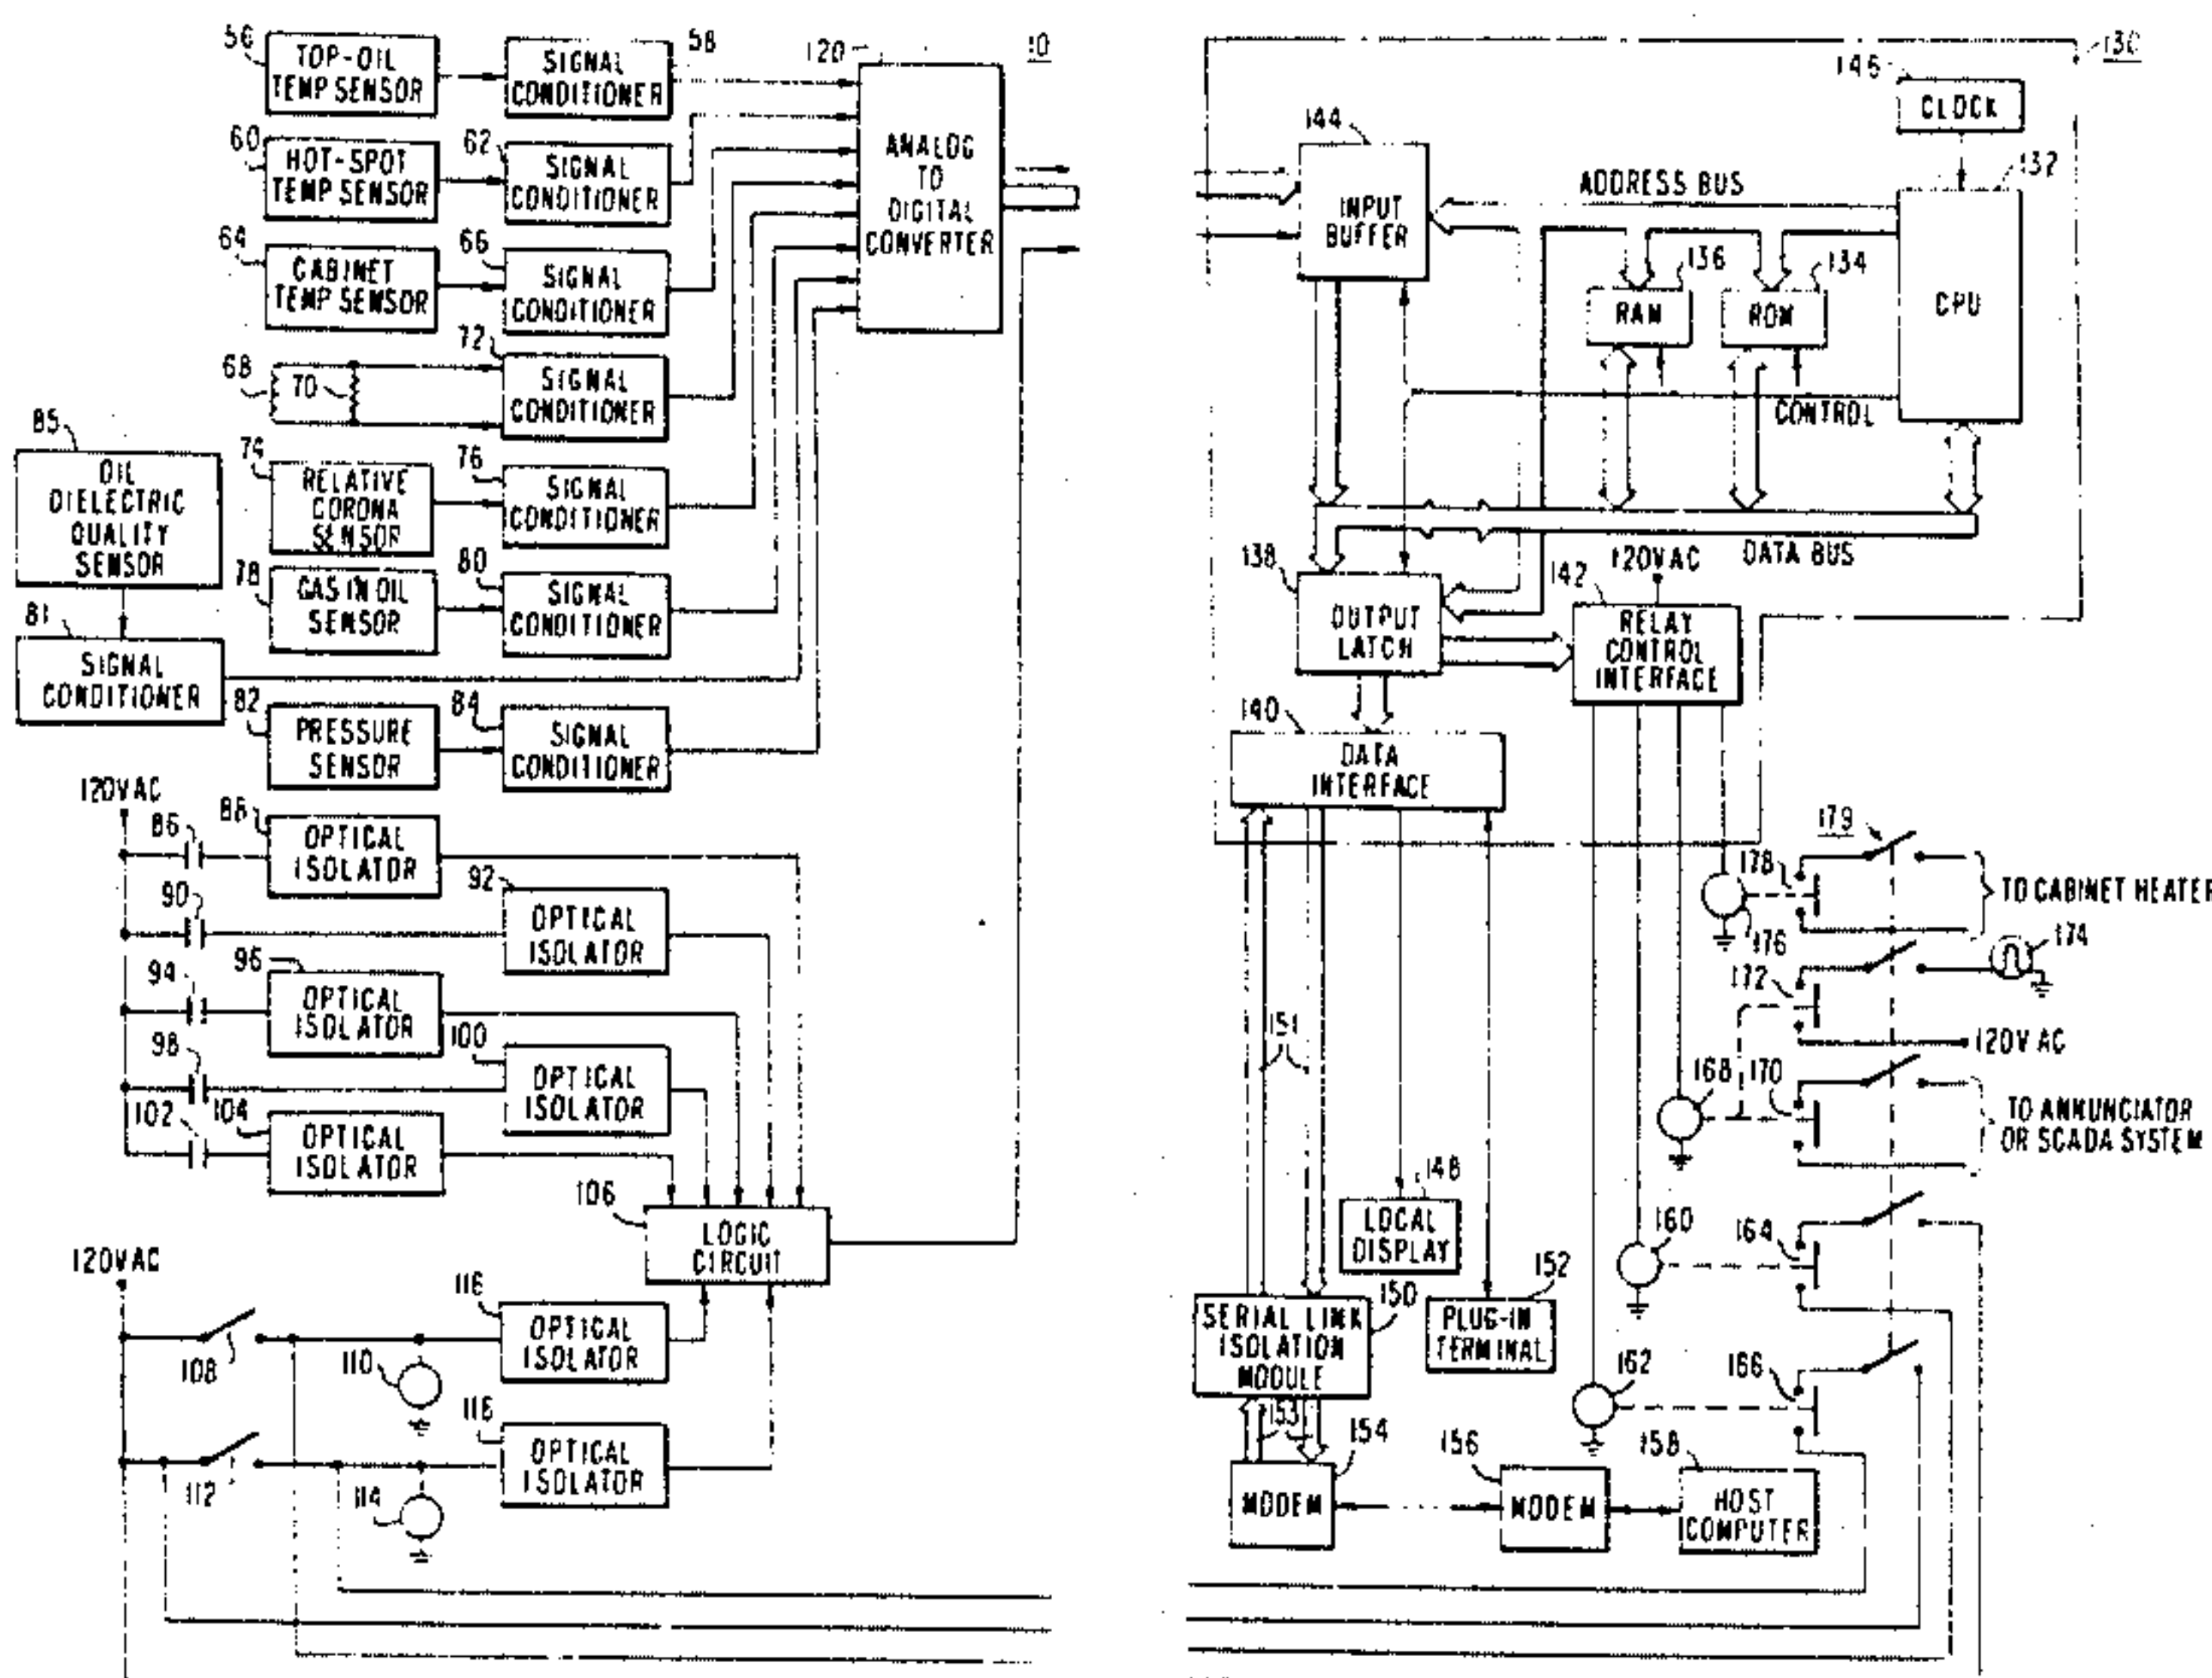 56
TOP-OIL
TEMP SENSOR
SIGNAL
CONDITIONER
58
60
HOT-SPOT
TEMP SENSOR
62
SIGNAL
CONDITIONER
64
CABINET
TEMP SENSOR
66
SIGNAL
CONDITIONER
68
70
72
SIGNAL
CONDITIONER
85
OIL
DIELECTRIC
QUALITY
SENSOR
74
RELATIVE
CORONA
SENSOR
76
SIGNAL
CONDITIONER
78
GAS IN OIL
SENSOR
80
SIGNAL
CONDITIONER
81
SIGNAL
CONDITIONER
82
PRESSURE
SENSOR
84
SIGNAL
CONDITIONER
120
ANALOG
TO
DIGITAL
CONVERTER
10
120VAC
86
88
OPTICAL
ISOLATOR
90
92
OPTICAL
ISOLATOR
94
96
OPTICAL
ISOLATOR
98
100
OPTICAL
ISOLATOR
102
104
OPTICAL
ISOLATOR
106
LOGIC
CIRCUIT
120VAC
108
110
116
OPTICAL
ISOLATOR
112
114
118
OPTICAL
ISOLATOR
130
146
CLOCK
144
INPUT
BUFFER
ADDRESS BUS
132
CPU
136
RAM
134
ROM
CONTROL
DATA BUS
138
OUTPUT
LATCH
142
120VAC
RELAY
CONTROL
INTERFACE
140
DATA
INTERFACE
179
178
TO CABINET HEATER
176
174
172
120VAC
168
170
TO ANNUNCIATOR
OR SCADA SYSTEM
151
148
LOCAL
DISPLAY
160
164
150
SERIAL LINK
ISOLATION
MODULE
152
PLUG-IN
TERMINAL
162
166
153
154
MODEM
156
MODEM
158
HOST
COMPUTER